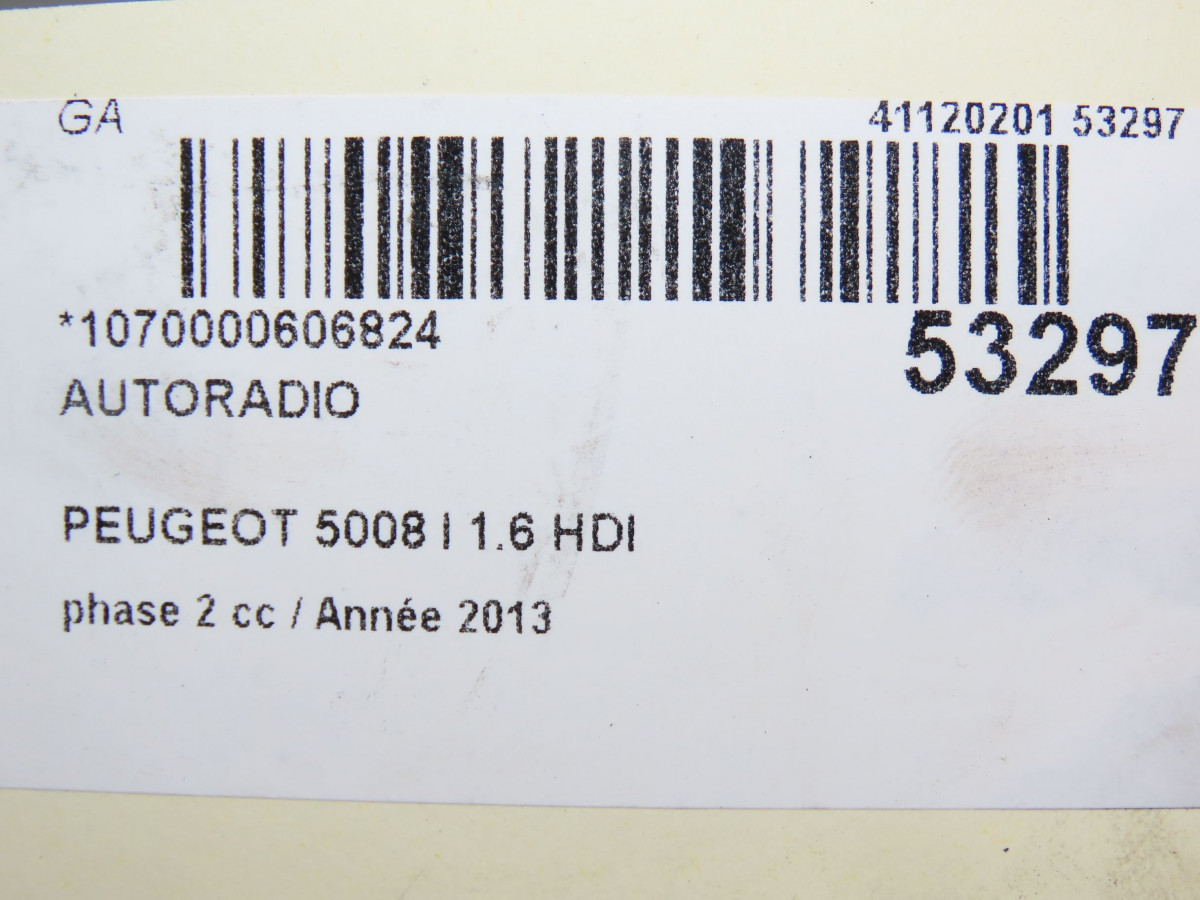 GA 41120201 53297
*1070000606824 53297
AUTORADIO
PEUGEOT 5008 I 1.6 HDI
phase 2 cc / Année 2013